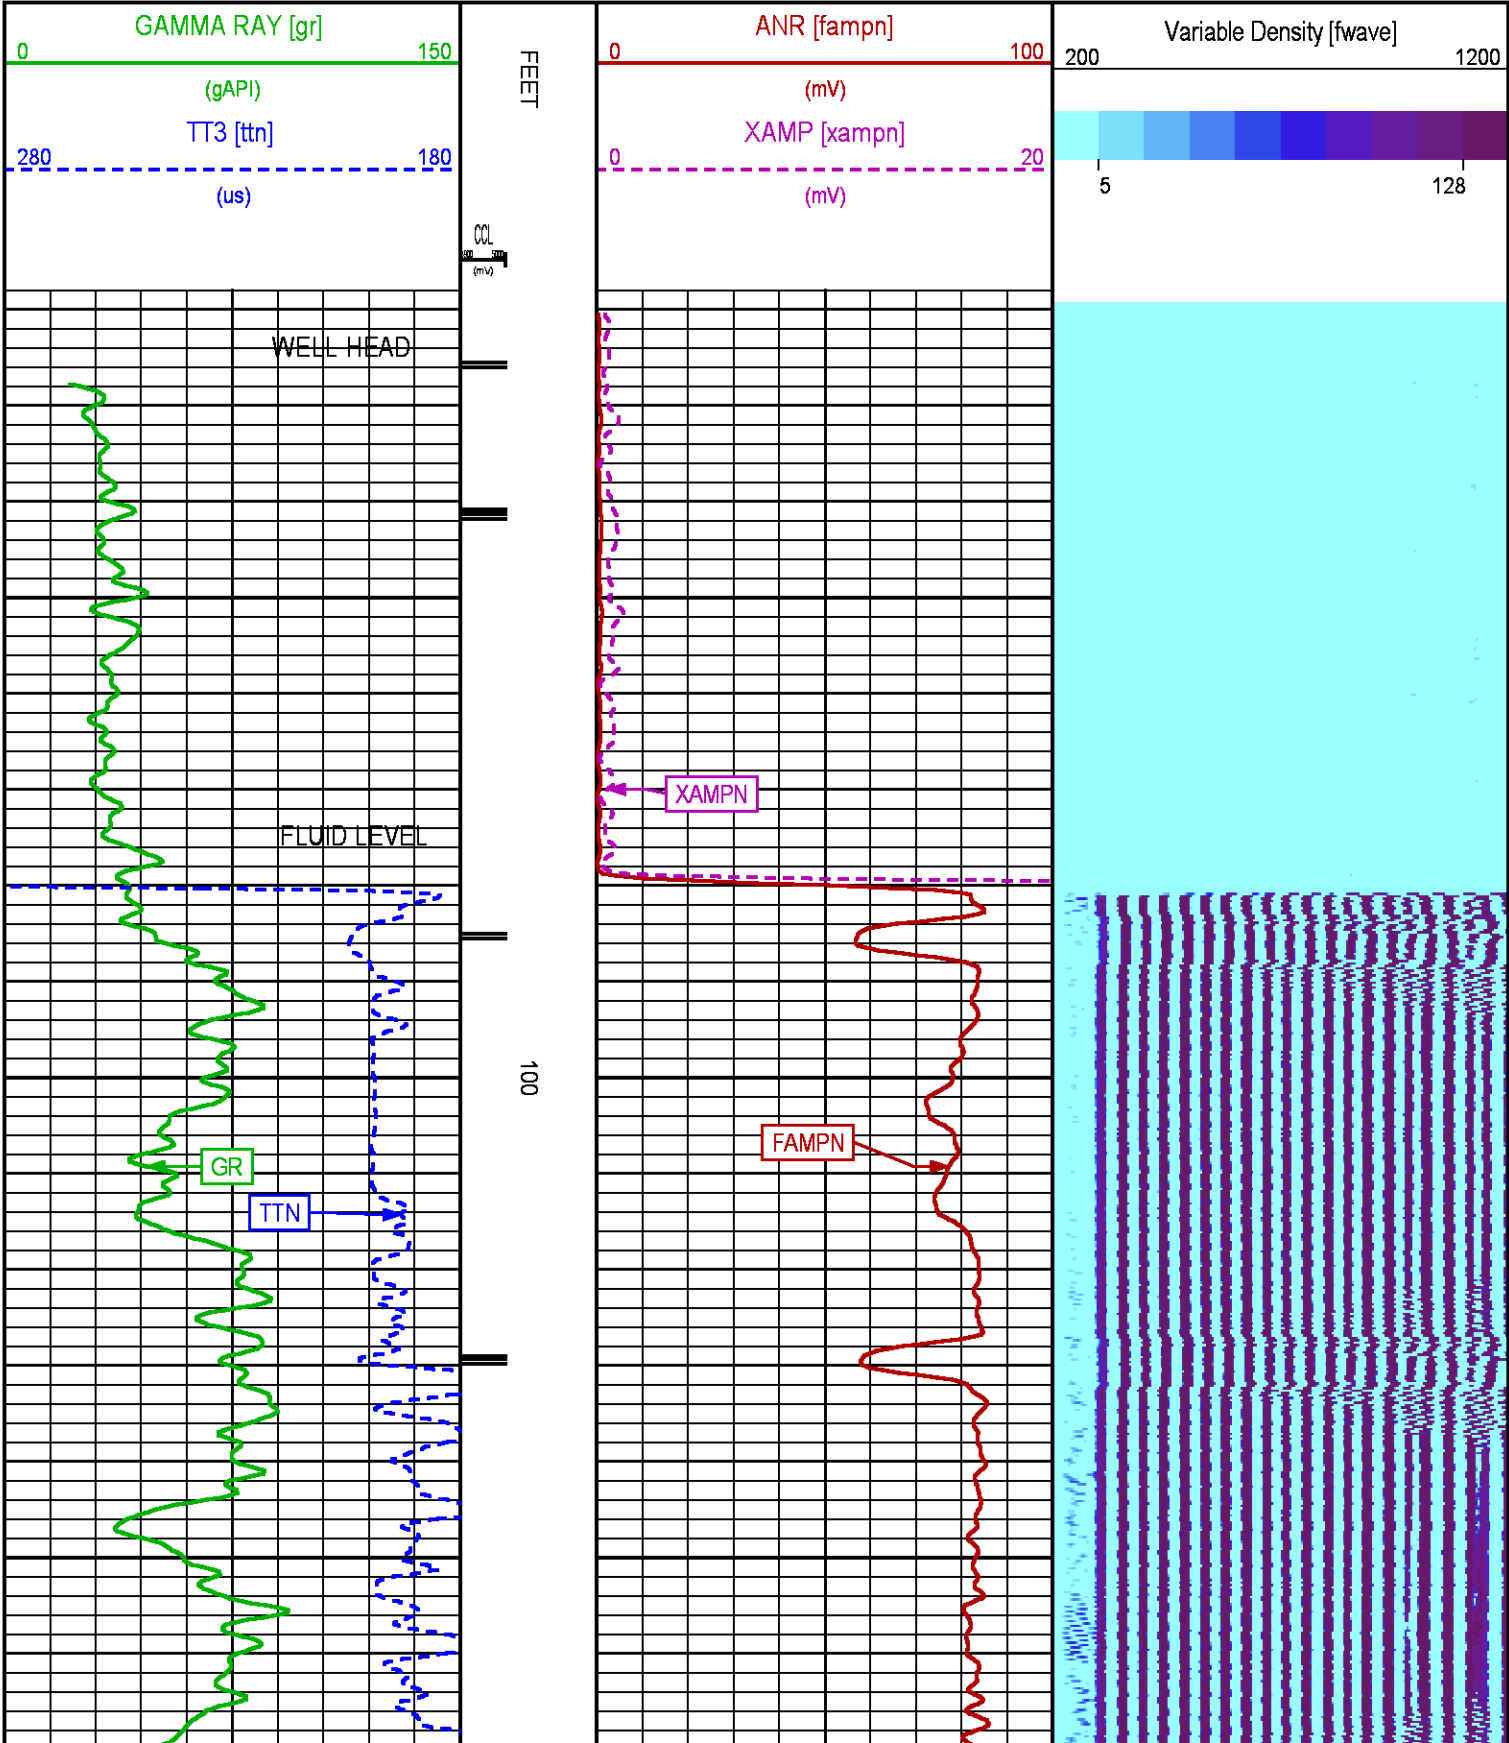 GAMMA RAY [gr]
0 150
(gAPI)
TT3 [ttn]
280 180
(us)
FEET
CCL
(mV)
ANR [fampn]
0 100
(mV)
XAMP [xampn]
0 20
(mV)
Variable Density [fwave]
200 1200
5 128
WELL HEAD
XAMPN
FLUID LEVEL
100
FAMPN
GR
TTN